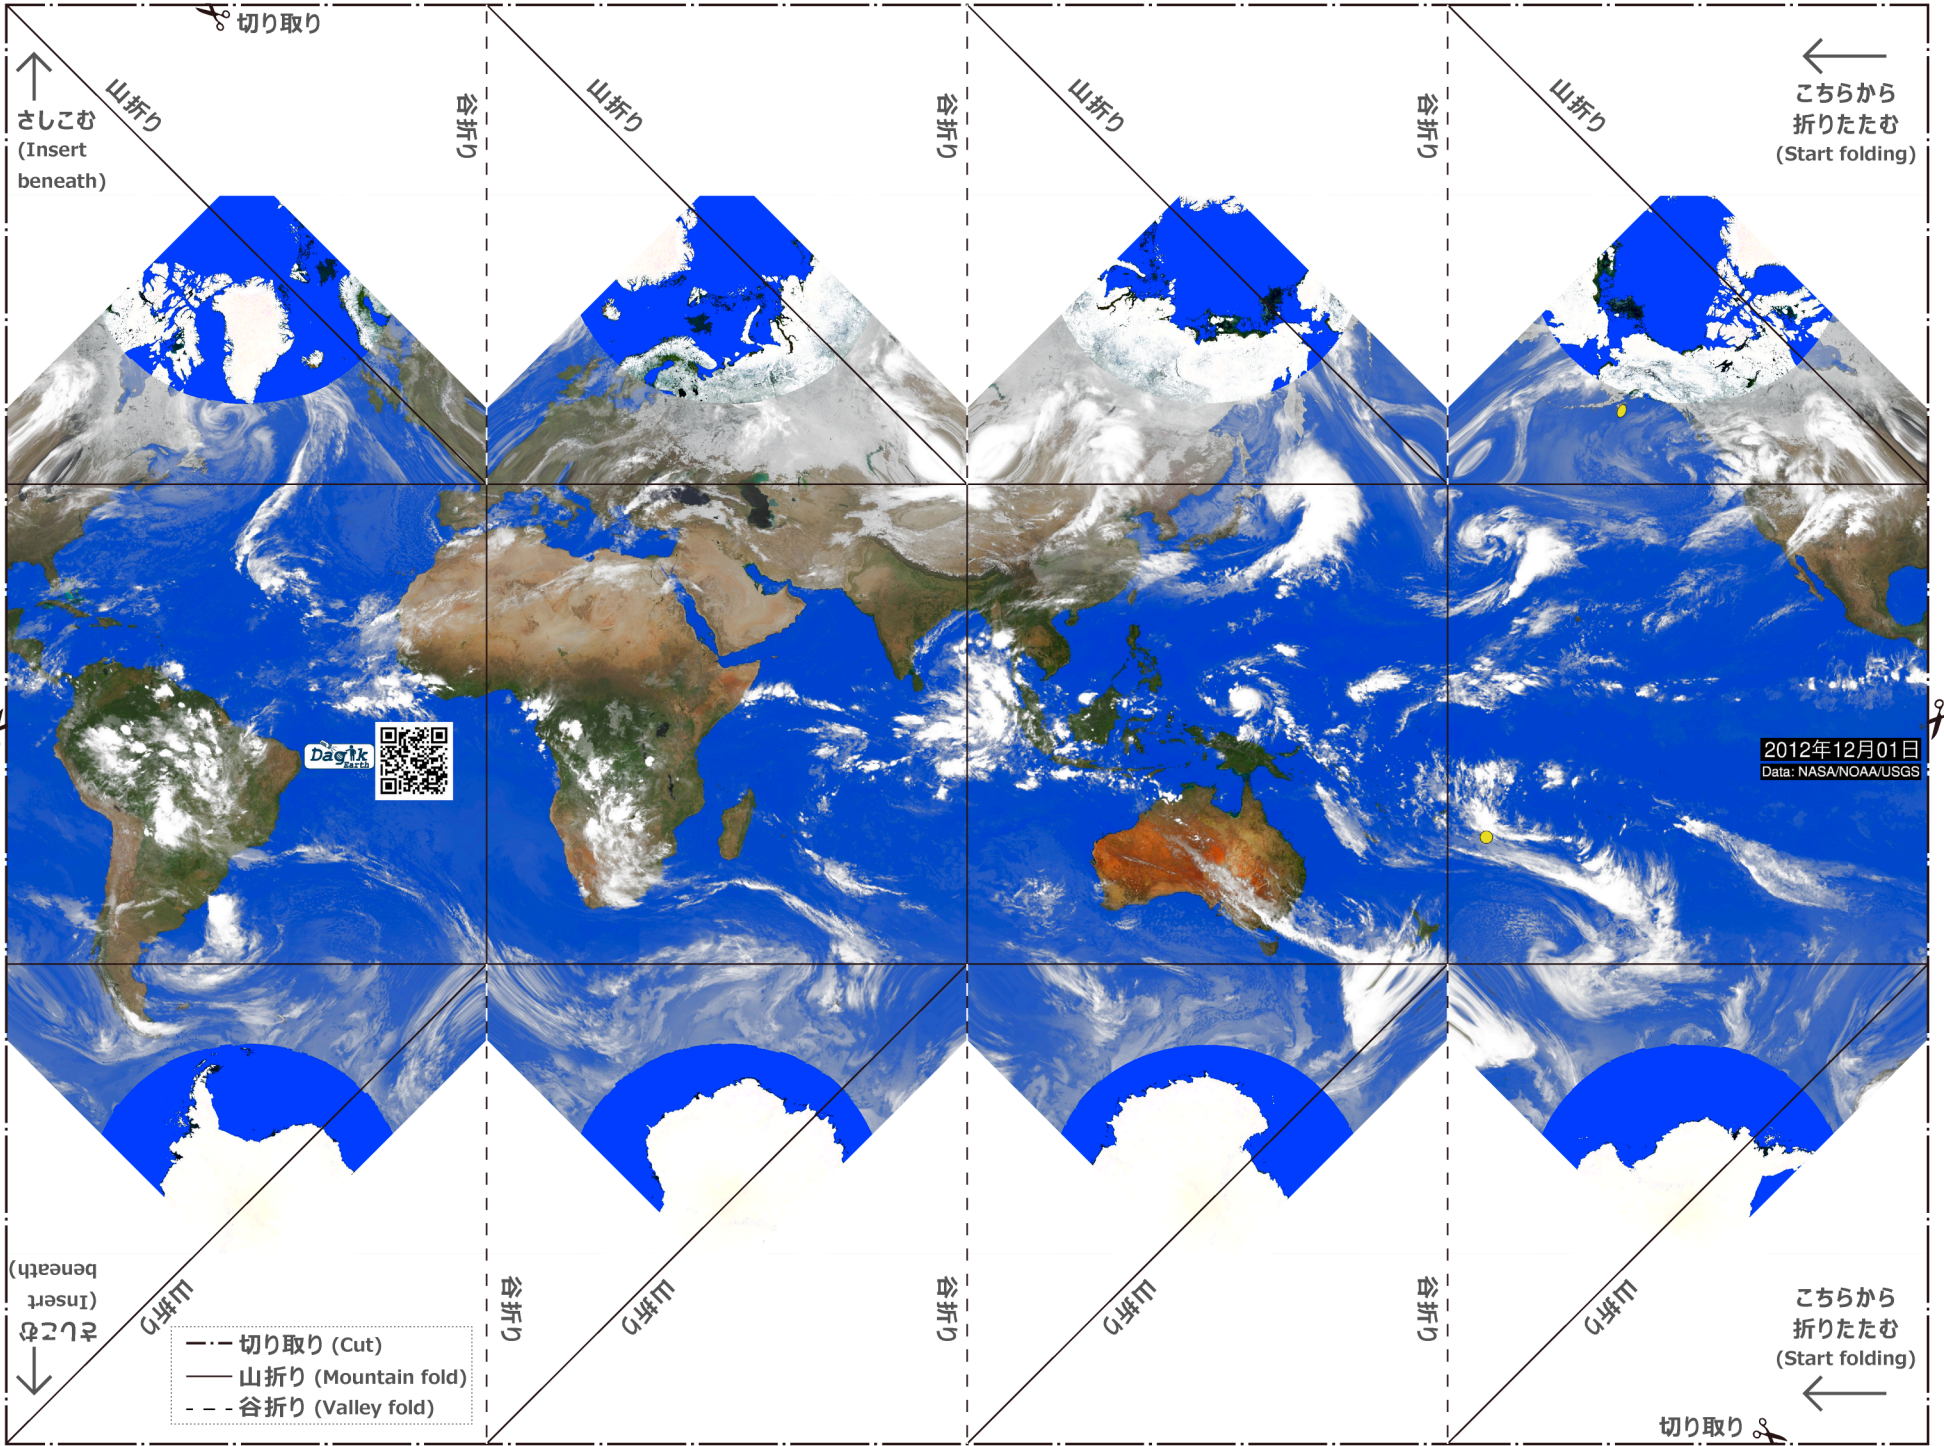 切り取り
山折り
谷折り
山折り
谷折り
山折り
谷折り
山折り
さしこむ
(Insert
beneath)
こちらから
折りたたむ
(Start folding)
Dagik
Earth
2012年12月01日
Data: NASA/NOAA/USGS
さしこむ
(Insert
beneath)
山折り
谷折り
山折り
谷折り
山折り
谷折り
山折り
こちらから
折りたたむ
(Start folding)
切り取り (Cut)
山折り (Mountain fold)
谷折り (Valley fold)
切り取り